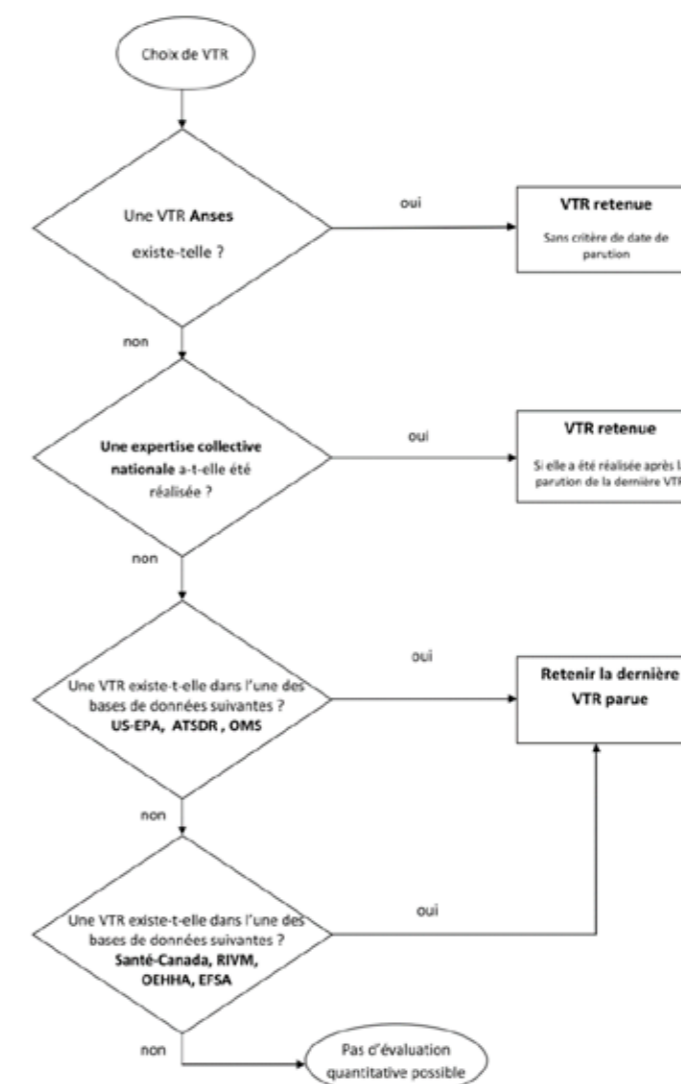 Choix de VTR
Une VTR Anses
existe-telle ?
oui
VTR retenue
Sans critère de date de
parution
non
Une expertise collective
nationale a-t-elle été
réalisée ?
oui
VTR retenue
Si elle a été réalisée après la
parution de la dernière VTR
non
Une VTR existe-t-elle dans l'une des
bases de données suivantes ?
US-EPA, ATSDR , OMS
oui
Retenir la dernière
VTR parue
non
Une VTR existe-t-elle dans l'une des
bases de données suivantes ?
Santé-Canada, RIVM,
OEHHA, EFSA
oui
non
Pas d'évaluation
quantitative possible